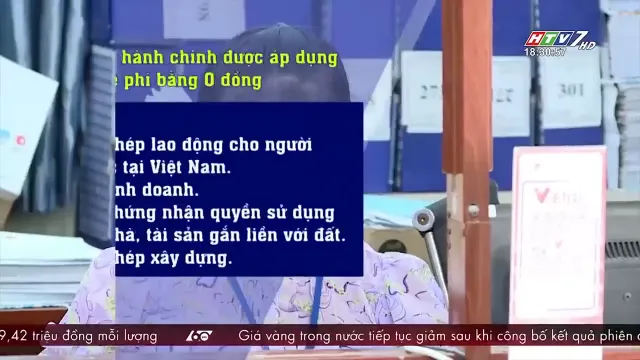 HTV7 HD
18:30:57
hành chính được áp dụng
phí bằng 0 đồng
hép lao động cho người
tại Việt Nam.
nh doanh.
hứng nhận quyền sử dụng
hà, tài sản gắn liền với đất.
hép xây dựng.
301
9,42 triệu đồng mỗi lượng
Giá vàng trong nước tiếp tục giảm sau khi công bố kết quả phiên